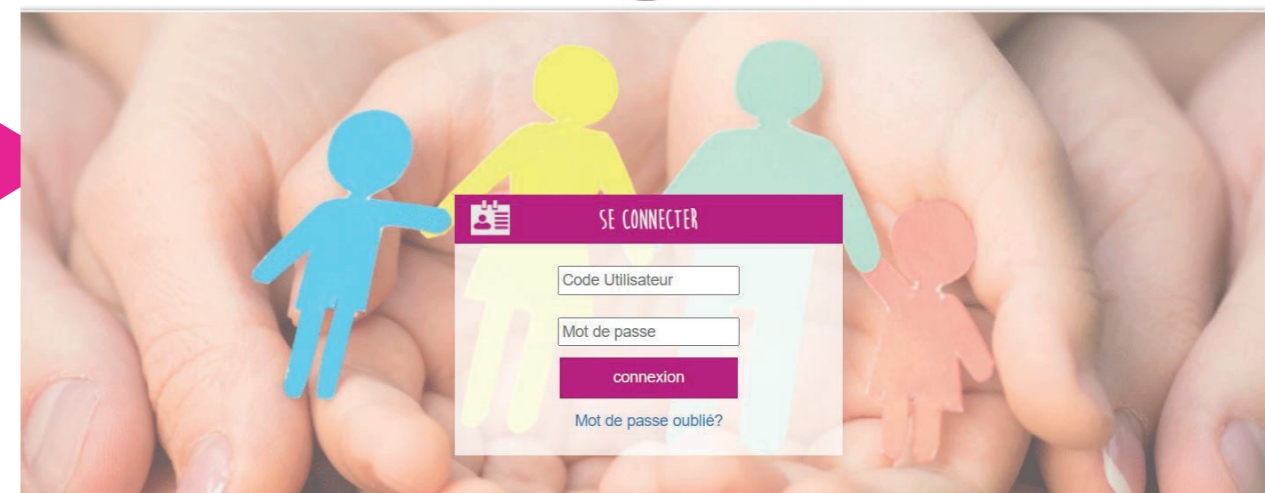 SE CONNECTER
Code Utilisateur
Mot de passe
connexion
Mot de passe oublié?